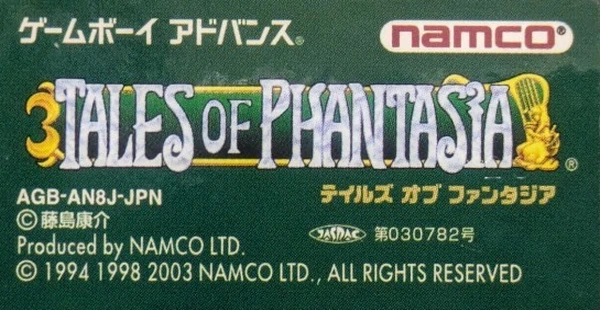 ゲームボーイ アドバンス®
namco®
TALES OF PHANTASIA®
テイルズ オブ ファンタジア
AGB-AN8J-JPN
©藤島康介
JASRAC 第030782号
Produced by NAMCO LTD.
© 1994 1998 2003 NAMCO LTD., ALL RIGHTS RESERVED